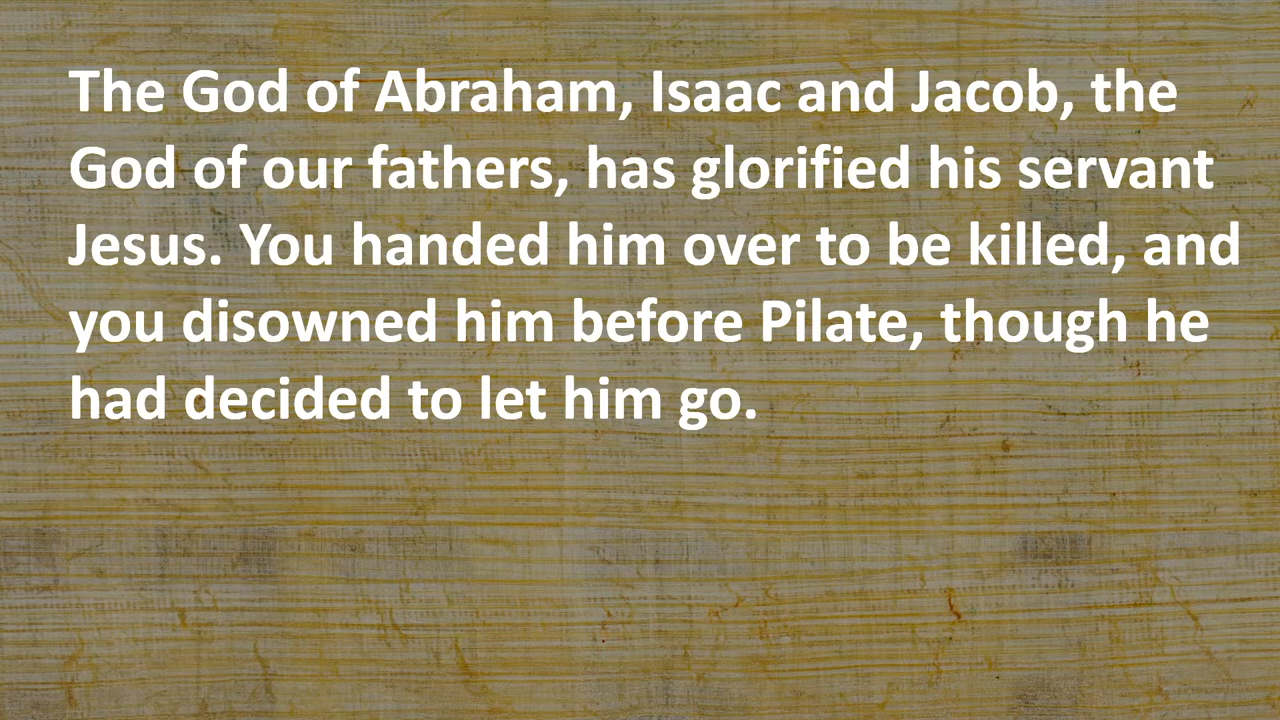 The God of Abraham, Isaac and Jacob, the
God of our fathers, has glorified his servant
Jesus. You handed him over to be killed, and
you disowned him before Pilate, though he
had decided to let him go.